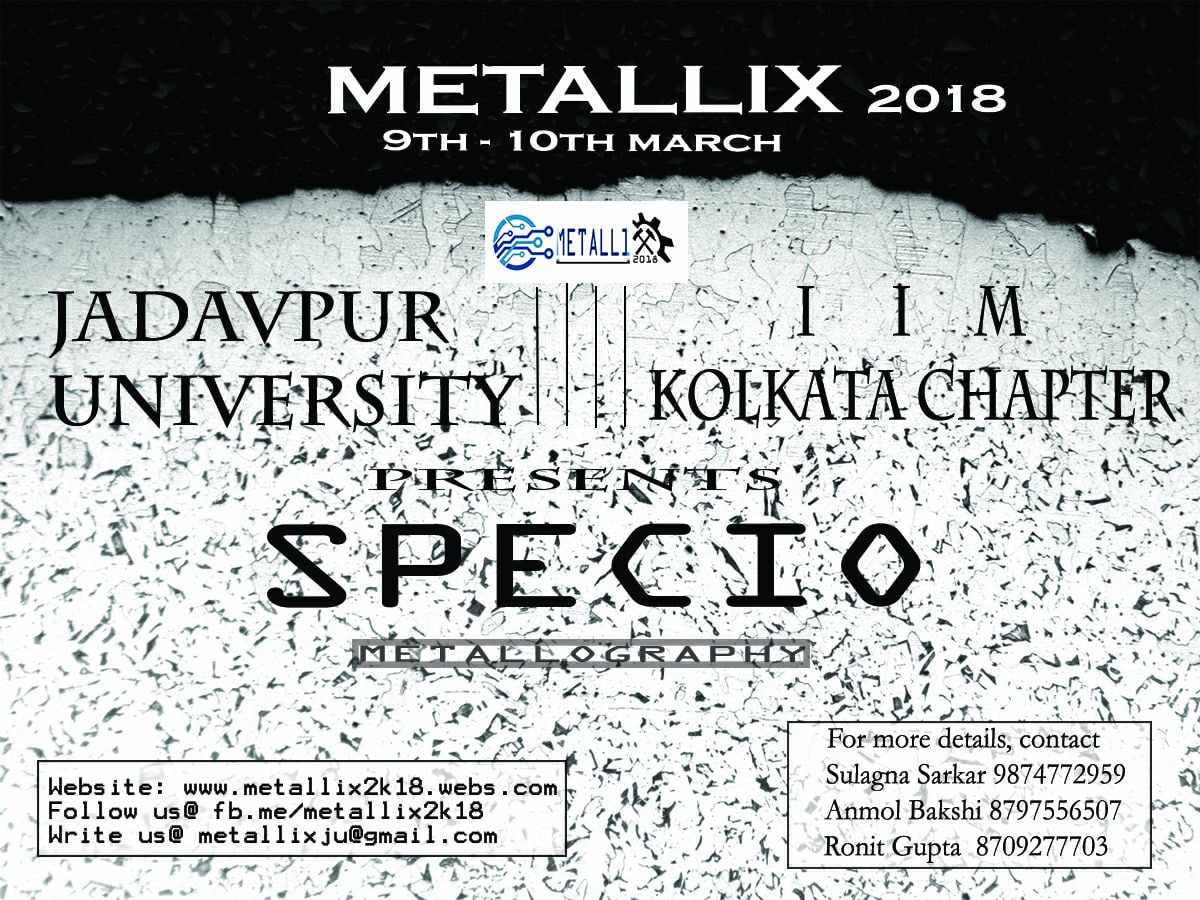 METALLIX 2018
9TH - 10TH MARCH
METALLIX
2018
JADAVPUR
UNIVERSITY
I I M
KOLKATA CHAPTER
PRESENTS
SPECIO
METALLOGRAPHY
Website: www.metallix2k18.webs.com
Follow us@ fb.me/metallix2k18
Write us@ metallixju@gmail.com
For more details, contact
Sulagna Sarkar 9874772959
Anmol Bakshi 8797556507
Ronit Gupta 8709277703